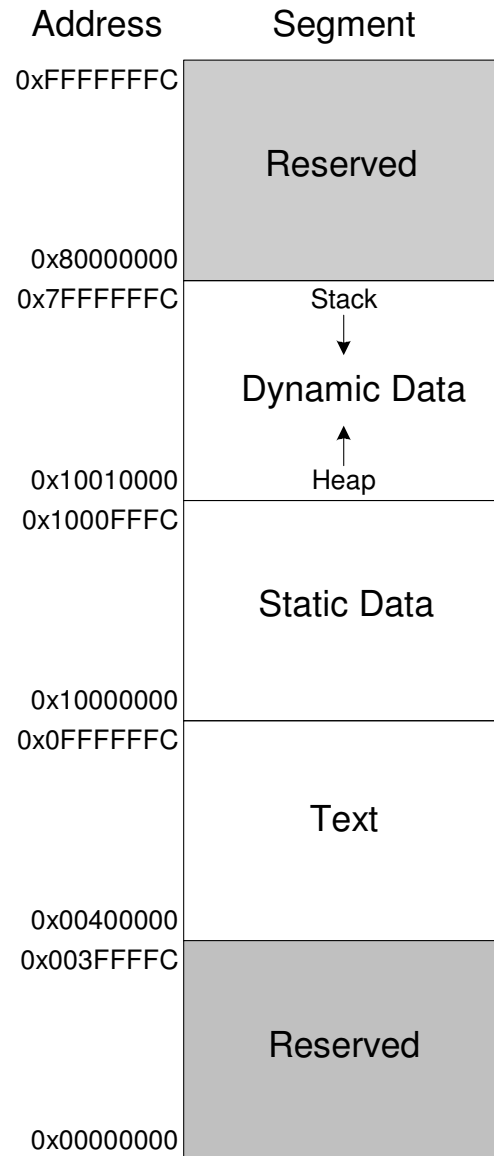 Address Segment
0xFFFFFFFC
Reserved
0x80000000
0x7FFFFFFC Stack
Dynamic Data
0x10010000 Heap
0x1000FFFC
Static Data
0x10000000
0x0FFFFFFC
Text
0x00400000
0x003FFFFC
Reserved
0x00000000